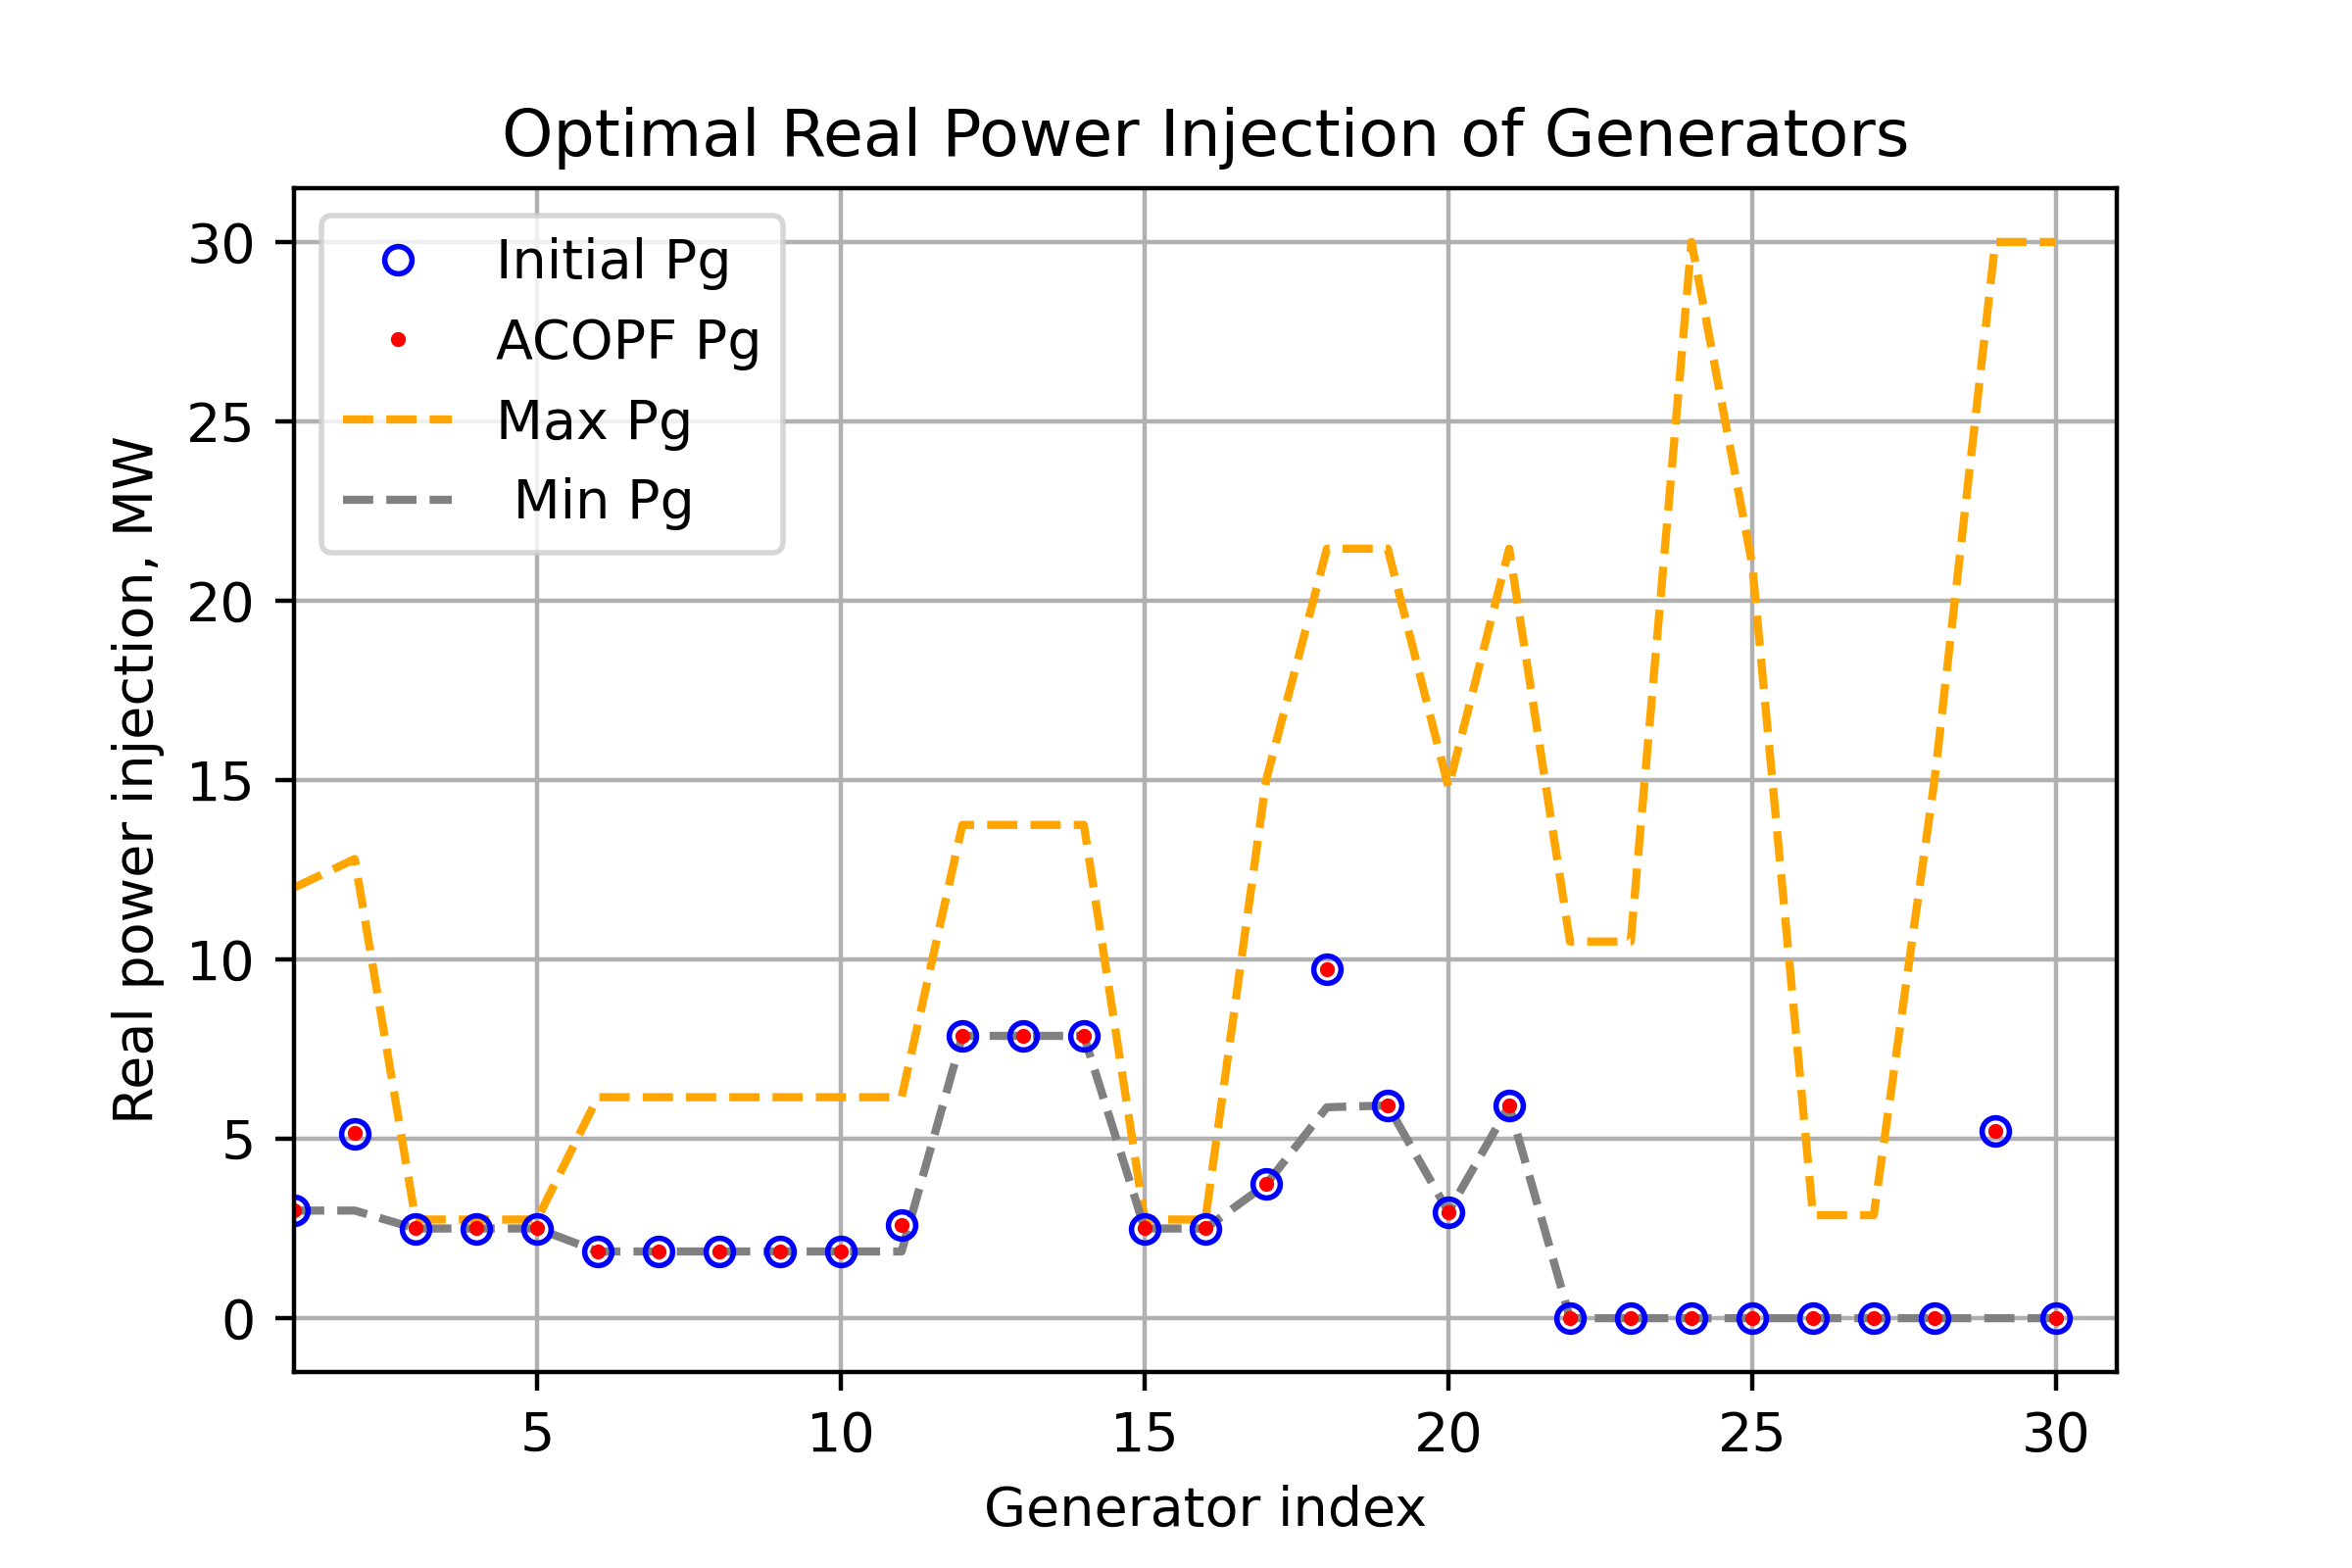 Optimal Real Power Injection of Generators
Real power injection, MW
30
25
20
15
10
5
0
Initial Pg
ACOPF Pg
Max Pg
Min Pg
5 10 15 20 25 30
Generator index